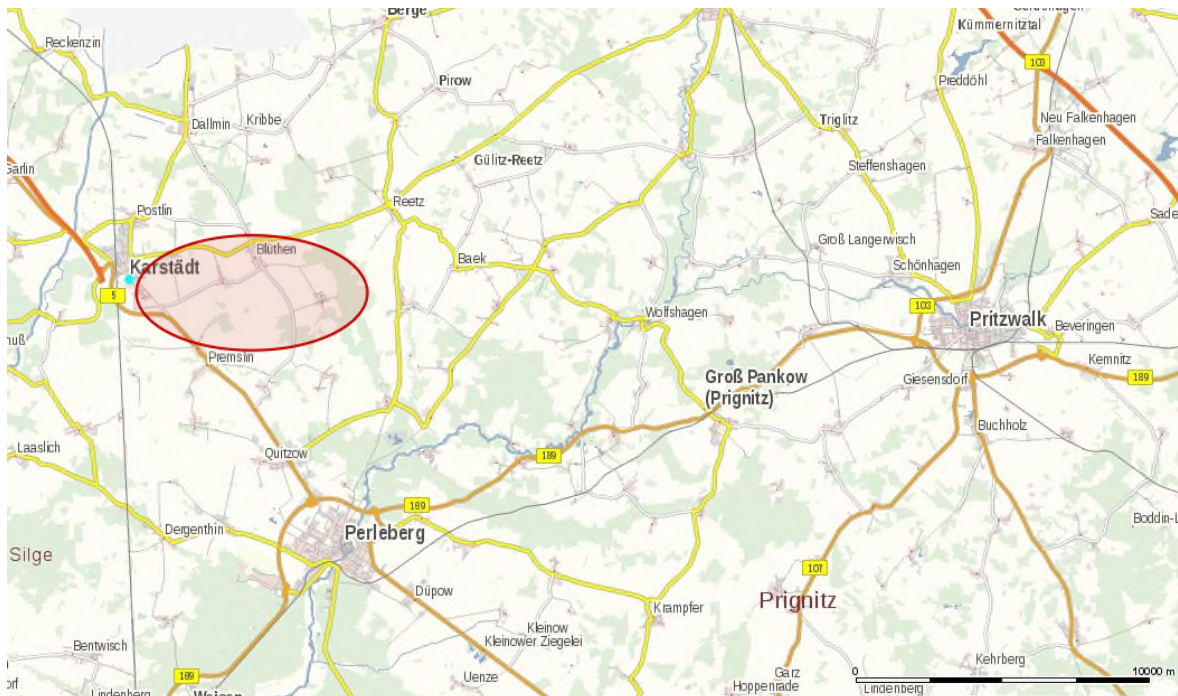 Berge
Kümmernitztal
Reckenzin
103
Pirow
Preddöhl
Dallmin
Kribbe
Triglitz
Neu Falkenhagen
Falkenhagen
Gülitz-Reetz
Steffenshagen
Garlin
Reetz
Postlin
Sade
Blüthen
Groß Langerwisch
Baek
Karstädt
Schönhagen
5
103
Wolfshagen
Pritzwalk
Beveringen
Premslin
Kemnitz
Groß Pankow
(Prignitz)
Giesensdorf
189
Buchholz
Laaslich
Quitzow
189
189
Dergenthin
Perleberg
Boddin-L
Silge
107
Düpow
Prignitz
Krampfer
Kleinow
Kleinower Ziegelei
Bentwisch
Kehrberg
189
Uenze
Garz
Hoppenrade
0
10000 m
Lindenberg
Lindenberg